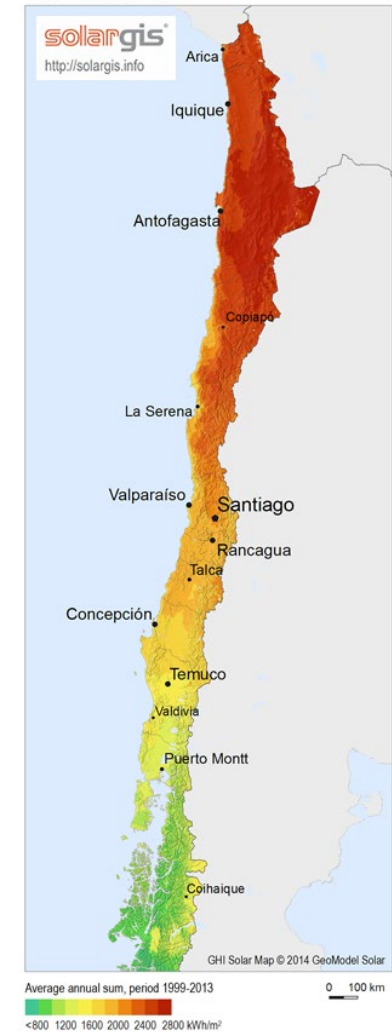 solargis
http://solargis.info
Arica
Iquique
Antofagasta
Copiapó
La Serena
Valparaíso
Santiago
Rancagua
Talca
Concepción
Temuco
Valdivia
Puerto Montt
Coihaique
GHI Solar Map © 2014 GeoModel Solar
Average annual sum, period 1999-2013
0 100 km
<800 1200 1600 2000 2400 2800 kWh/m²